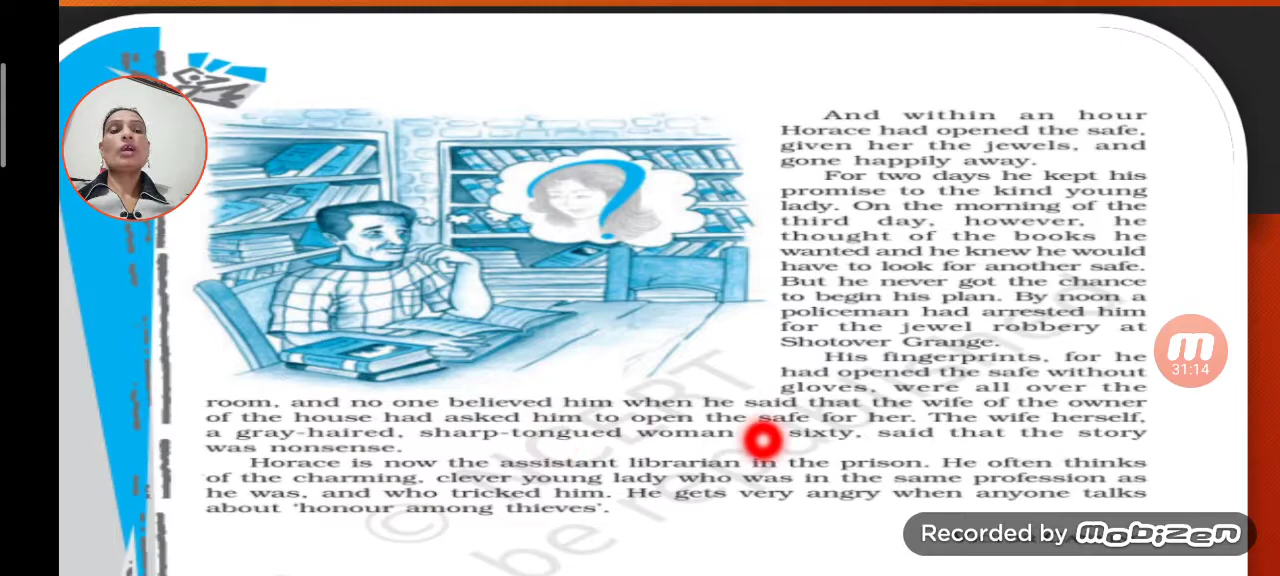 And within an hour
Horace had opened the safe,
given her the jewels, and
gone happily away.
For two days he kept his
promise to the kind young
lady. On the morning of the
third day, however, he
thought of the books he
wanted and he knew he would
have to look for another safe.
But he never got the chance
to begin his plan. By noon a
policeman had arrested him
for the jewel robbery at
Shotover Grange.
His fingerprints, for he
had opened the safe without
gloves, were all over the
room, and no one believed him when he said that the wife of the owner
of the house had asked him to open the safe for her. The wife herself,
a gray-haired, sharp-tongued woman sixty, said that the story
was nonsense.
Horace is now the assistant librarian in the prison. He often thinks
of the charming, clever young lady who was in the same profession as
he was, and who tricked him. He gets very angry when anyone talks
about ‘honour among thieves’.
?
© NCERT
be republished
31:14
Recorded by mobizen